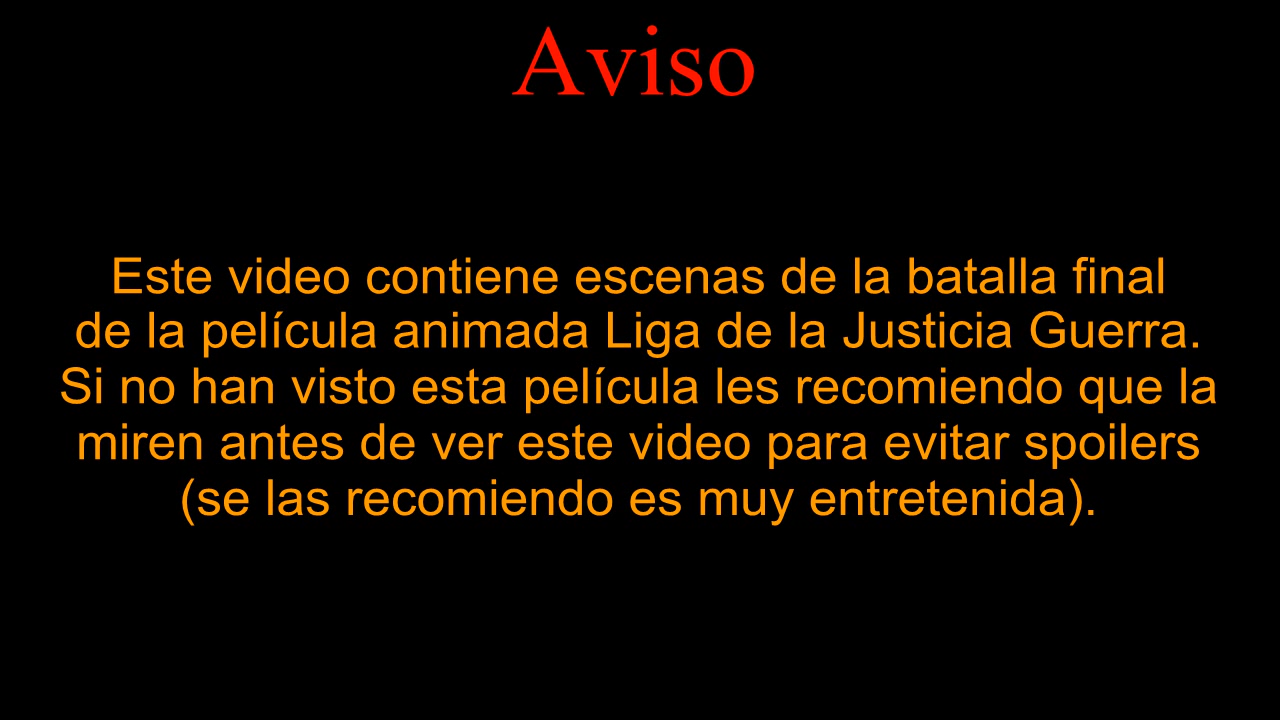 Aviso
Este video contiene escenas de la batalla final
de la película animada Liga de la Justicia Guerra.
Si no han visto esta película les recomiendo que la
miren antes de ver este video para evitar spoilers
(se las recomiendo es muy entretenida).